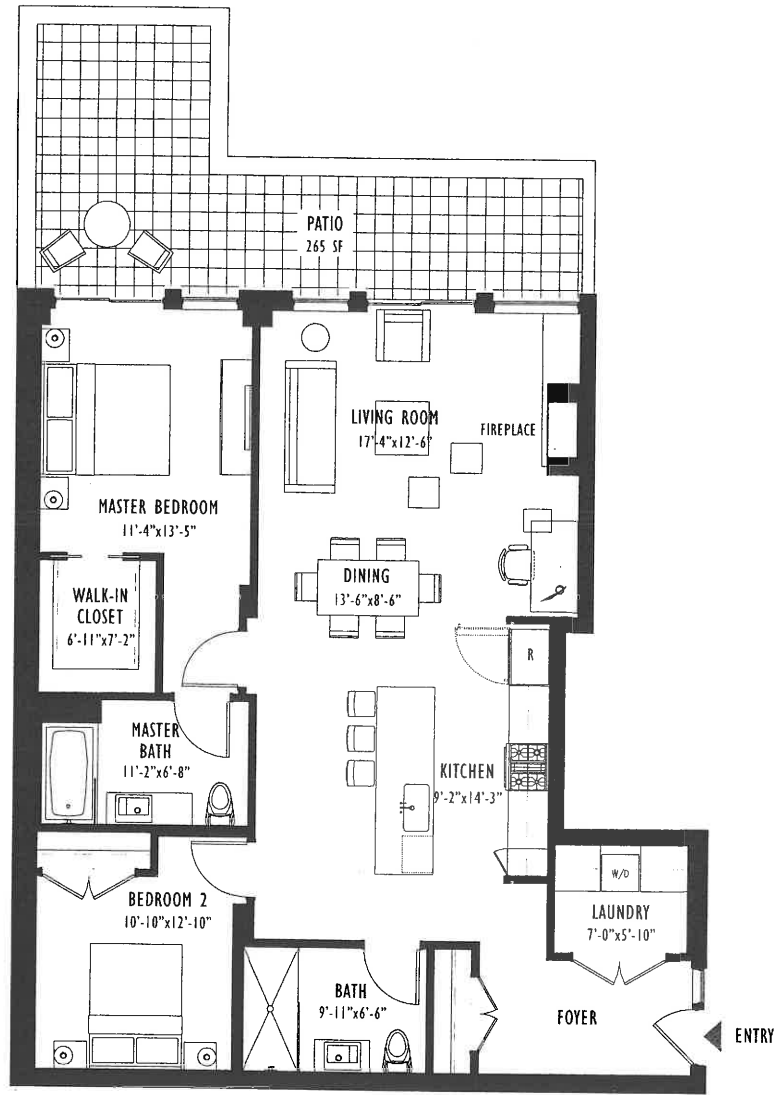 PATIO
265 SF
LIVING ROOM
17'-4"x12'-6"
FIREPLACE
MASTER BEDROOM
11'-4"x13'-5"
DINING
13'-6"x8'-6"
WALK-IN
CLOSET
6'-11"x7'-2"
R
MASTER
BATH
11'-2"x6'-8"
KITCHEN
9'-2"x14'-3"
W/D
BEDROOM 2
10'-10"x12'-10"
LAUNDRY
7'-0"x5'-10"
BATH
9'-11"x6'-6"
FOYER
ENTRY